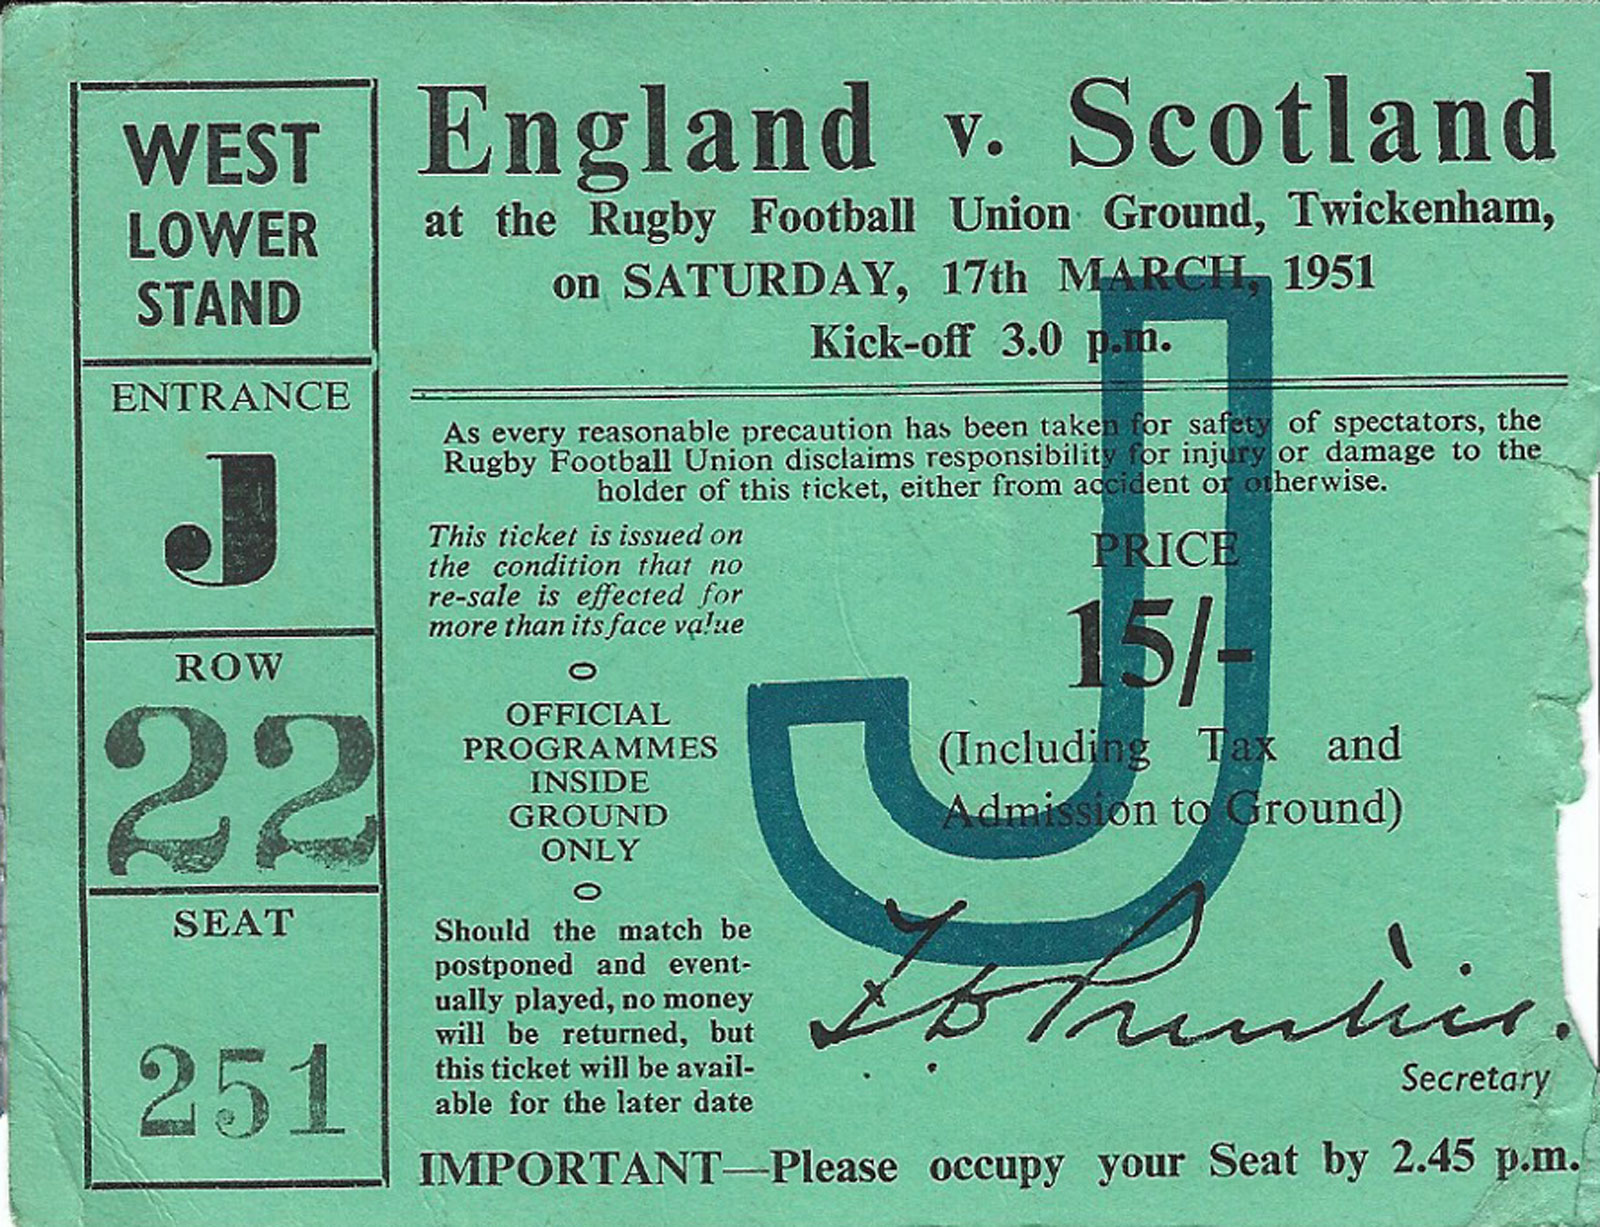 WEST
LOWER
STAND
ENTRANCE
J
ROW
22
SEAT
251
England v. Scotland
at the Rugby Football Union Ground, Twickenham,
on SATURDAY, 17th MARCH, 1951
Kick-off 3.0 p.m.
As every reasonable precaution has been taken for safety of spectators, the
Rugby Football Union disclaims responsibility for injury or damage to the
holder of this ticket, either from accident or otherwise.
This ticket is issued on
the condition that no
re-sale is effected for
more than its face value
OFFICIAL
PROGRAMMES
INSIDE
GROUND
ONLY
Should the match be
postponed and event-
ually played, no money
will be returned, but
this ticket will be avail-
able for the later date
J
PRICE
15/-
(Including Tax and
Admission to Ground)
Secretary
IMPORTANT—Please occupy your Seat by 2.45 p.m.